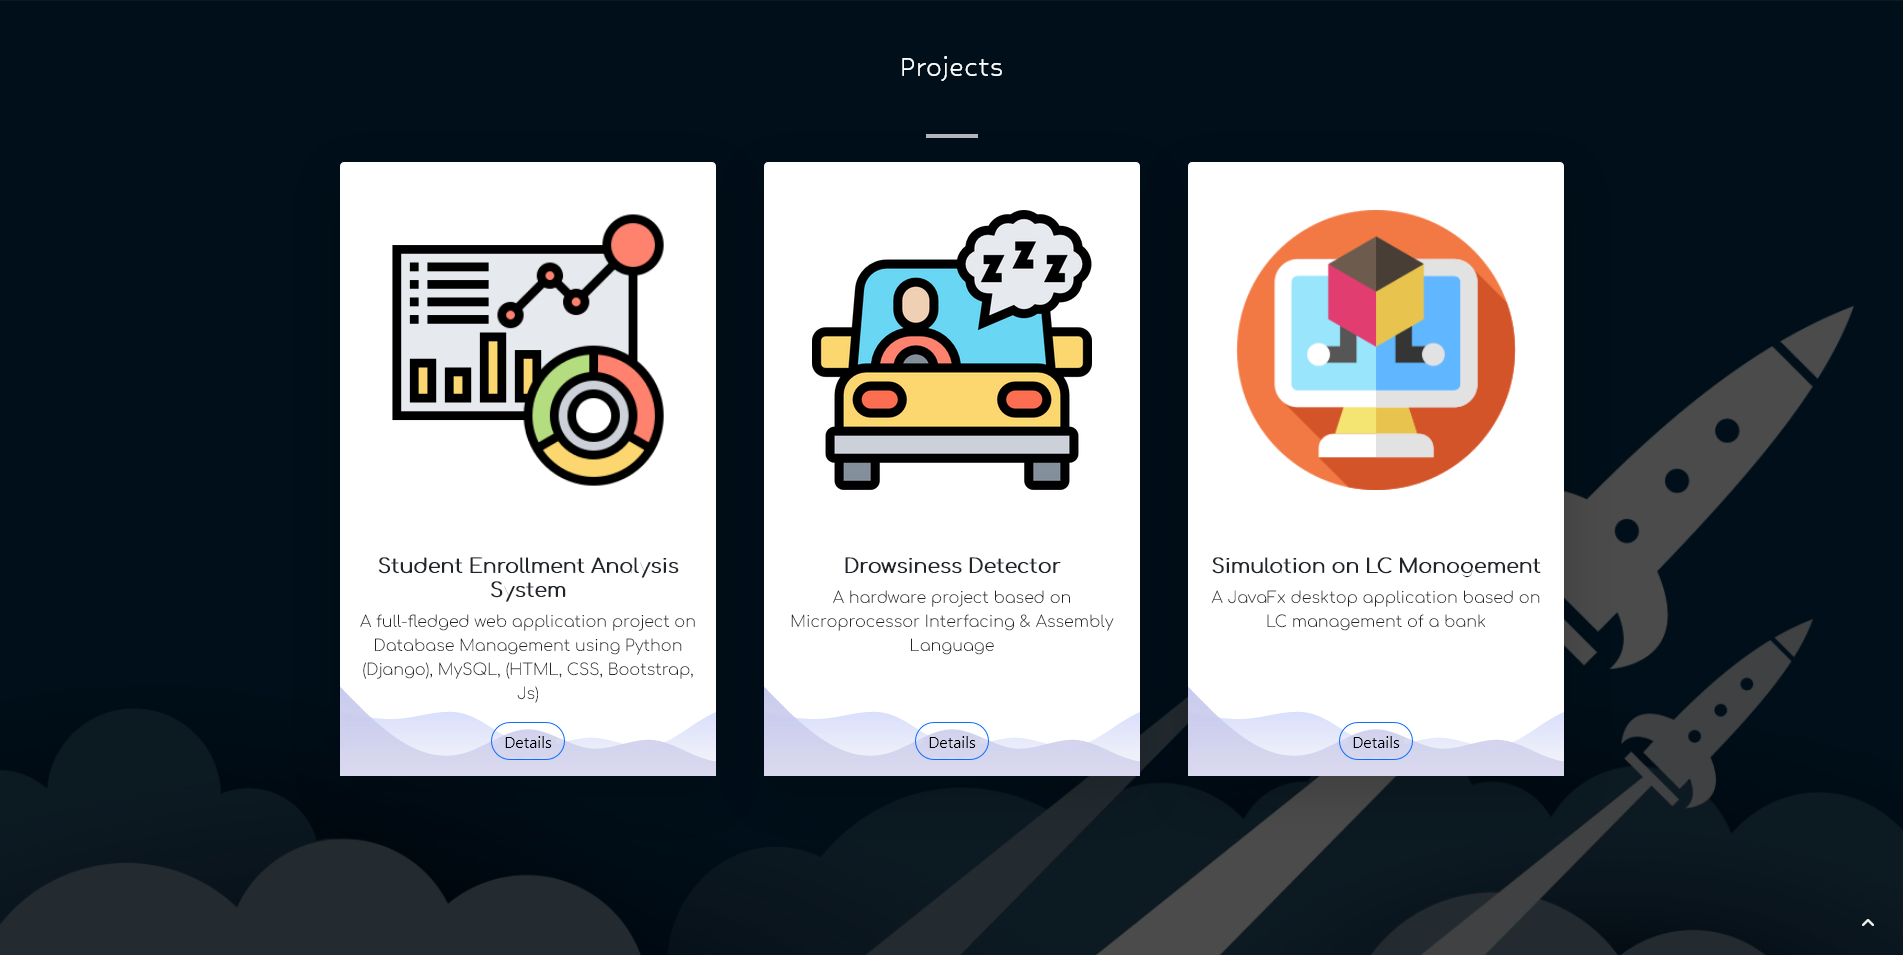 Projects
z z z
Student Enrollment Analysis
System
A full-fledged web application project on
Database Management using Python
(Django), MySQL, (HTML, CSS, Bootstrap,
Js)
Details
Drowsiness Detector
A hardware project based on
Microprocessor Interfacing & Assembly
Language
Details
Simulation on LC Management
A JavaFx desktop application based on
LC management of a bank
Details